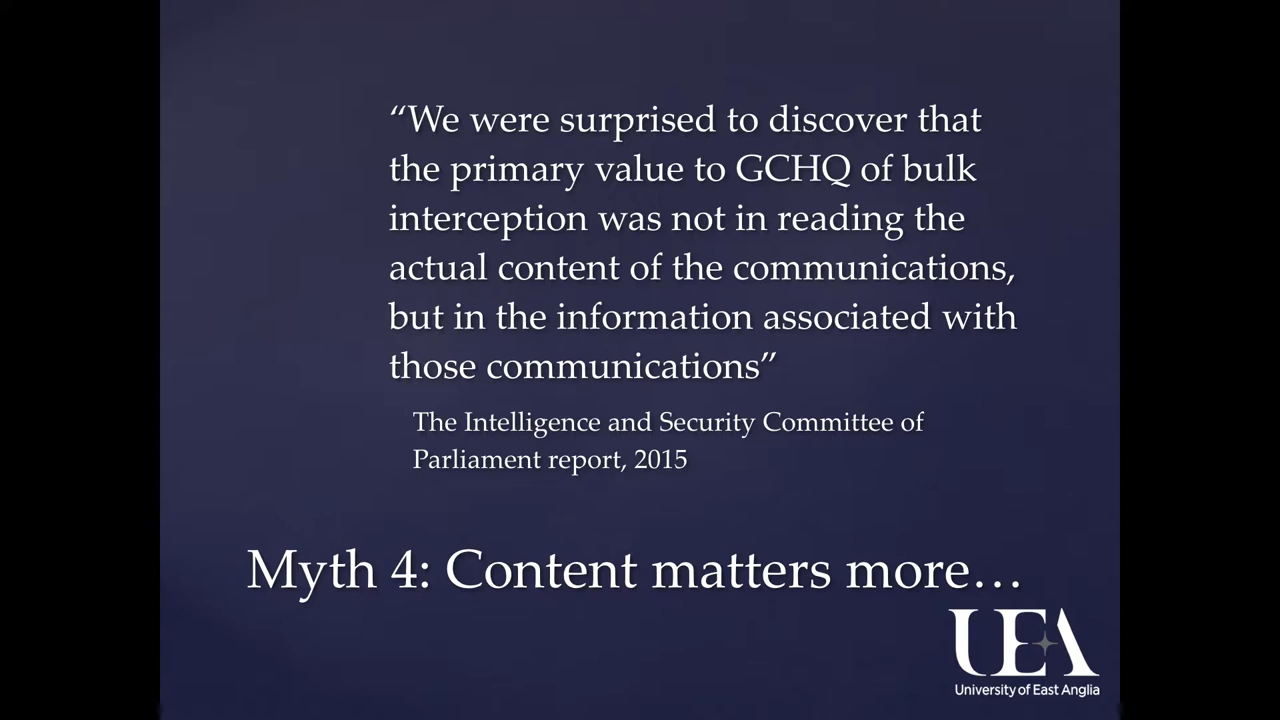 “We were surprised to discover that
the primary value to GCHQ of bulk
interception was not in reading the
actual content of the communications,
but in the information associated with
those communications”
The Intelligence and Security Committee of
Parliament report, 2015
Myth 4: Content matters more…
UEA
University of East Anglia